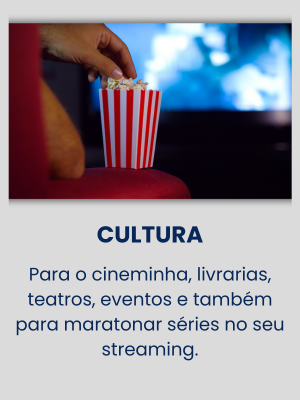 CULTURA
Para o cineminha, livrarias,
teatros, eventos e também
para maratonar séries no seu
streaming.